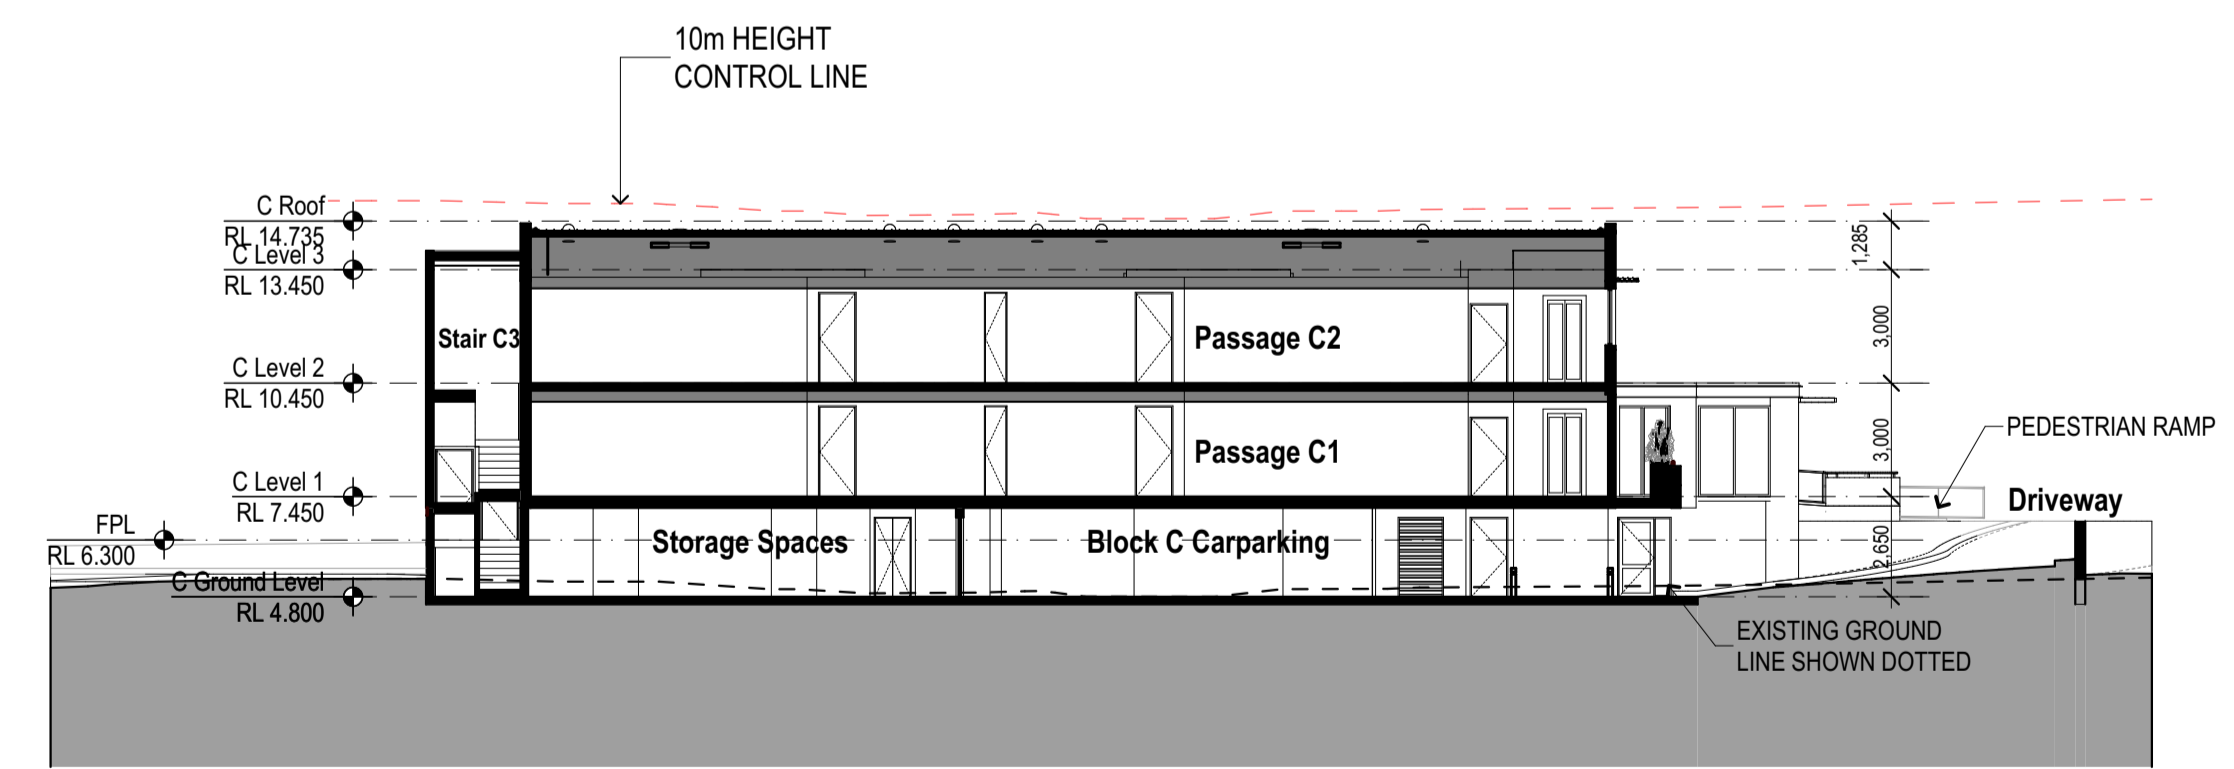 10m HEIGHT
CONTROL LINE
C Roof
RL 14.735
C Level 3
RL 13.450
1,285
Stair C3
Passage C2
3,000
C Level 2
RL 10.450
PEDESTRIAN RAMP
Passage C1
3,000
C Level 1
RL 7.450
Driveway
FPL
RL 6.300
Storage Spaces
Block C Carparking
2,650
C Ground Level
RL 4.800
EXISTING GROUND
LINE SHOWN DOTTED